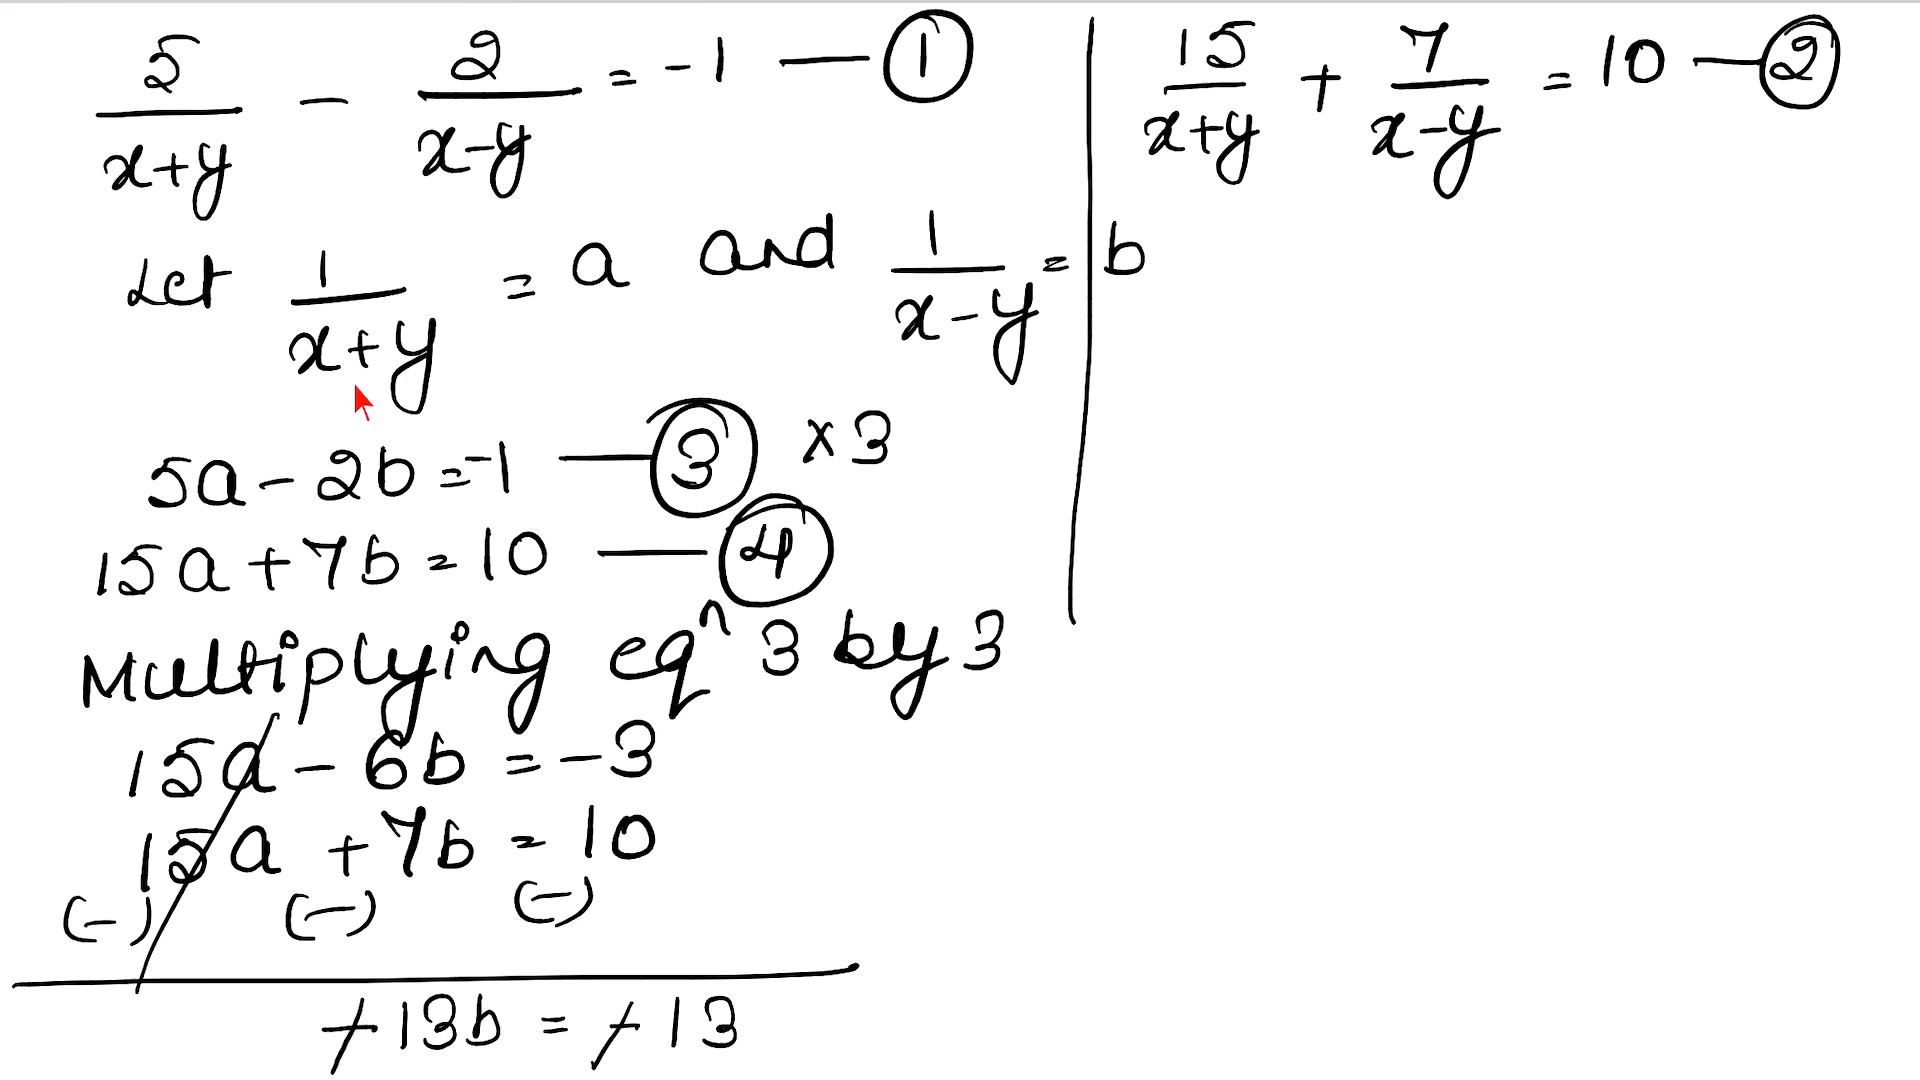 5/(x+y) - 2/(x-y) = -1 — ①
15/(x+y) + 7/(x-y) = 10 — ②
Let 1/(x+y) = a and 1/(x-y) = b
5a - 2b = -1 — ③ ×3
15a + 7b = 10 — ④
Multiplying eqⁿ 3 by 3
15a - 6b = -3
15a + 7b = 10
(-) (-) (-)
-13b = -13